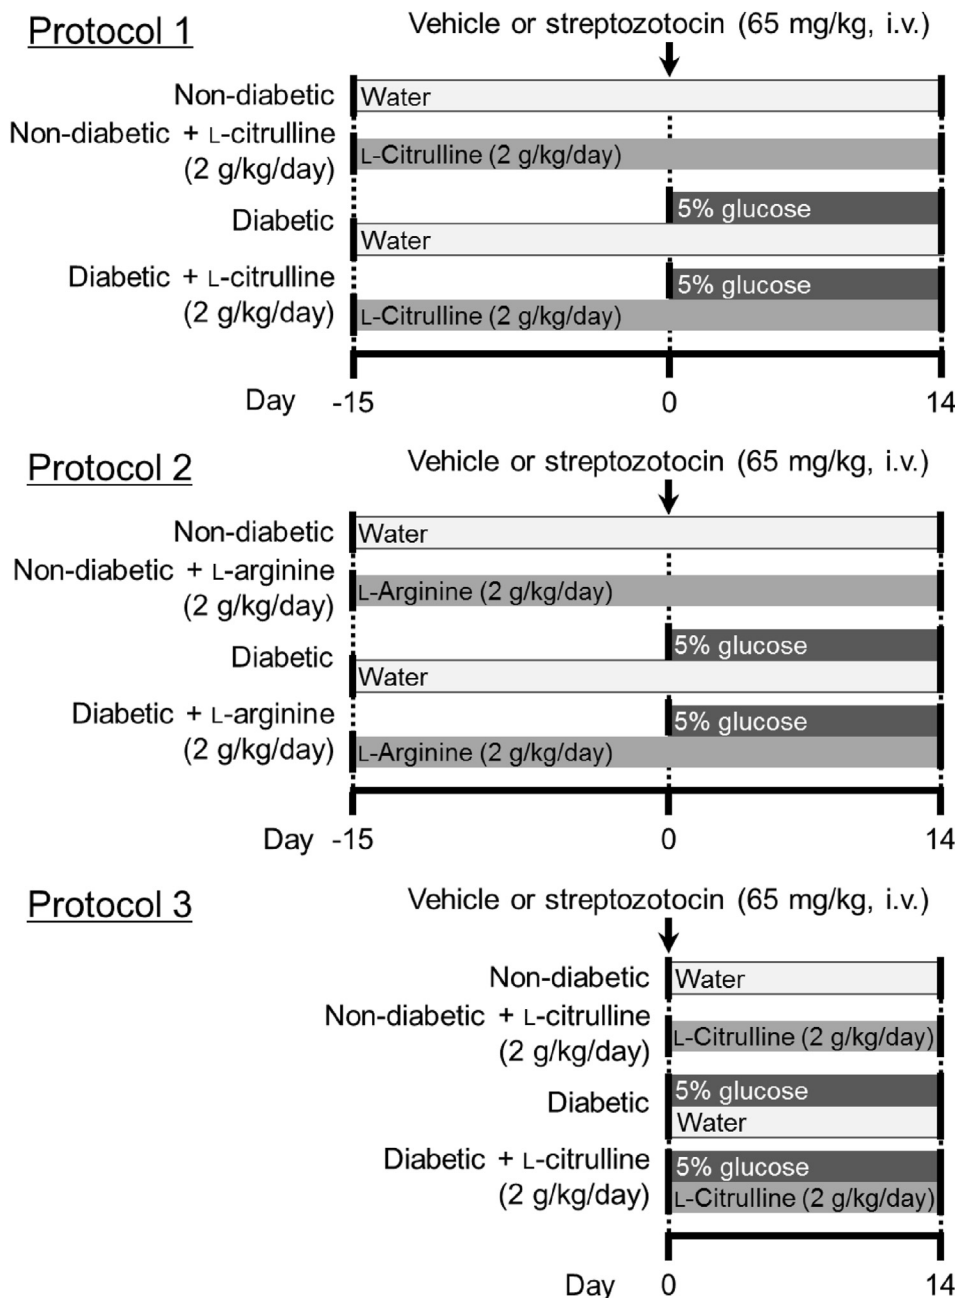 Protocol 1
Vehicle or streptozotocin (65 mg/kg, i.v.)
Non-diabetic
Water
Non-diabetic + L-citrulline
(2 g/kg/day)
L-Citrulline (2 g/kg/day)
Diabetic
5% glucose
Water
Diabetic + L-citrulline
(2 g/kg/day)
5% glucose
L-Citrulline (2 g/kg/day)
Day -15 0 14
Protocol 2
Vehicle or streptozotocin (65 mg/kg, i.v.)
Non-diabetic
Water
Non-diabetic + L-arginine
(2 g/kg/day)
L-Arginine (2 g/kg/day)
Diabetic
5% glucose
Water
Diabetic + L-arginine
(2 g/kg/day)
5% glucose
L-Arginine (2 g/kg/day)
Day -15 0 14
Protocol 3
Vehicle or streptozotocin (65 mg/kg, i.v.)
Non-diabetic
Water
Non-diabetic + L-citrulline
(2 g/kg/day)
L-Citrulline (2 g/kg/day)
Diabetic
5% glucose
Water
Diabetic + L-citrulline
(2 g/kg/day)
5% glucose
L-Citrulline (2 g/kg/day)
Day 0 14